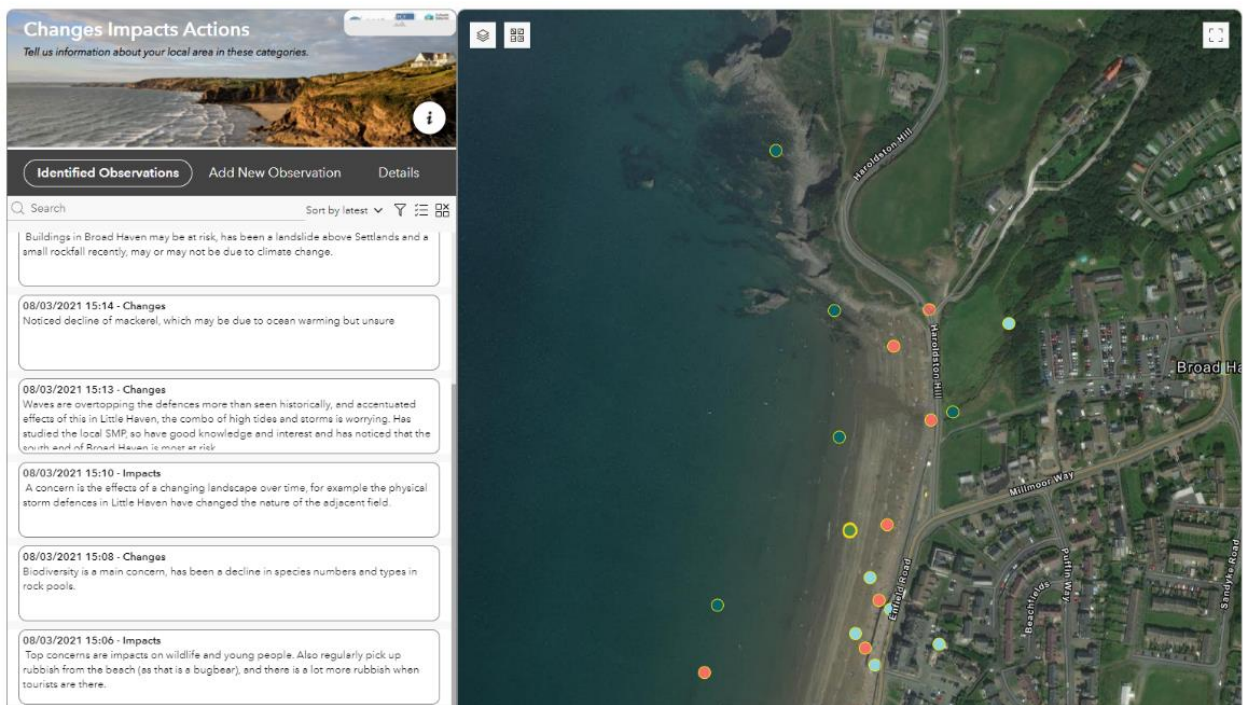 Changes Impacts Actions
Tell us information about your local area in these categories.
i
Identified Observations
Add New Observation
Details
Search
Sort by latest
Buildings in Broad Haven may be at risk, has been a landslide above Settlands and a
small rockfall recently, may or may not be due to climate change.
08/03/2021 15:14 - Changes
Noticed decline of mackerel, which may be due to ocean warming but unsure
08/03/2021 15:13 - Changes
Waves are overtopping the defences more than seen historically, and accentuated
effects of this in Little Haven, the combo of high tides and storms is worrying. Has
studied the local SMP, so have good knowledge and interest and has noticed that the
south end of Broad Haven is most at risk
08/03/2021 15:10 - Impacts
A concern is the effects of a changing landscape over time, for example the physical
storm defences in Little Haven have changed the nature of the adjacent field.
08/03/2021 15:08 - Changes
Biodiversity is a main concern, has been a decline in species numbers and types in
rock pools.
08/03/2021 15:06 - Impacts
Top concerns are impacts on wildlife and young people. Also regularly pick up
rubbish from the beach (as that is a bugbear), and there is a lot more rubbish when
tourists are there.
Haroldston Hill
Haroldston Hill
Broad Ha
Millmoor Way
Enfield Road
Beachfields
Puffin Way
Sandyke Road